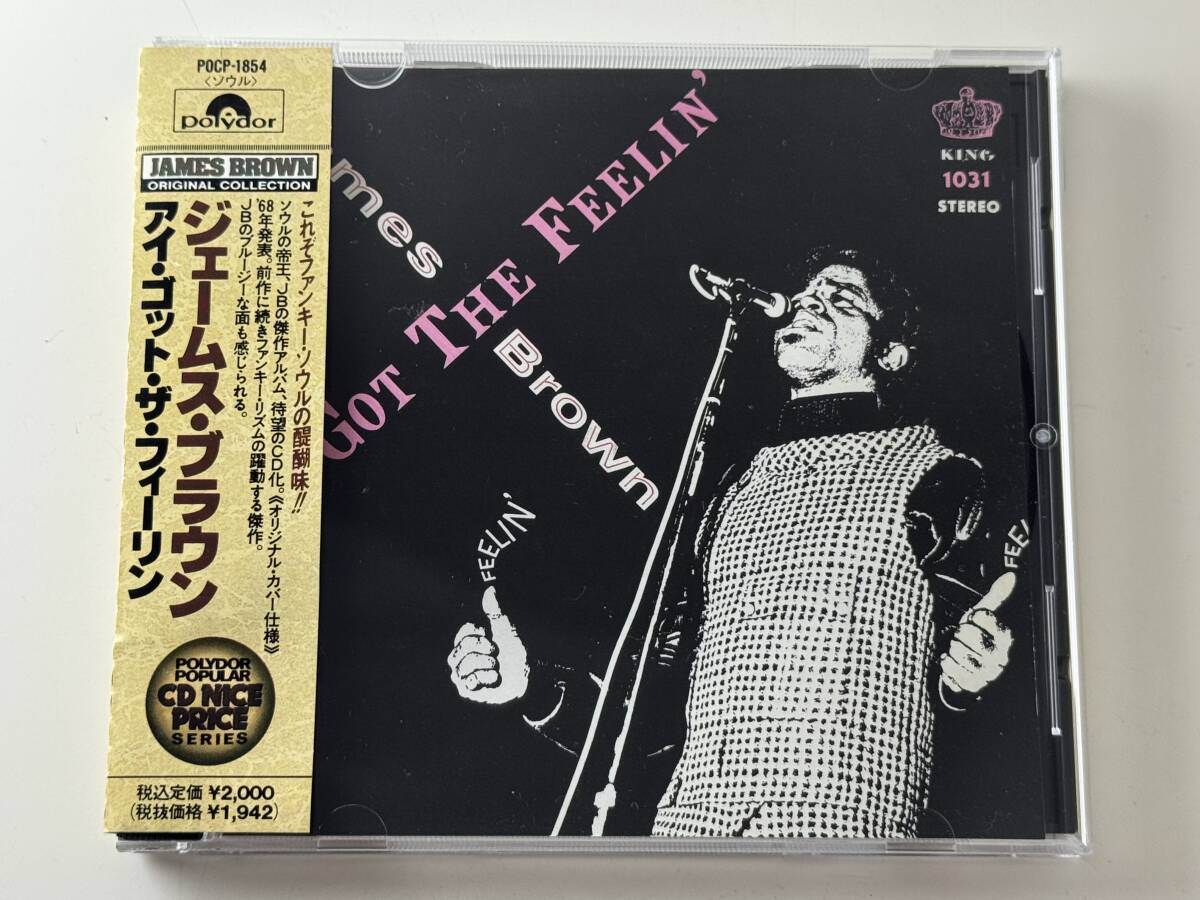 POCP-1854
〈ソウル〉
polydor
JAMES BROWN
ORIGINAL COLLECTION
これぞファンキー・ソウルの醍醐味!!
ソウルの帝王、JBの傑作アルバム、待望のCD化。《オリジナル・カバー仕様》
'68年発表。前作に続きファンキー・リズムの躍動する傑作。
JBのブルージーな面も感じられる。
ジェームス・ブラウン
アイ・ゴット・ザ・フィーリン
POLYDOR
POPULAR
CD NICE
PRICE
SERIES
税込定価 ¥2,000
(税抜価格 ¥1,942)
GOT THE FEELIN'
mes
Brown
KING
1031
STEREO
FEELIN'
FEEL